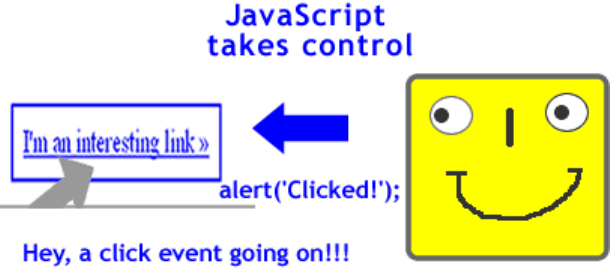 JavaScript
takes control
I'm an interesting link »
alert('Clicked!');
Hey, a click event going on!!!